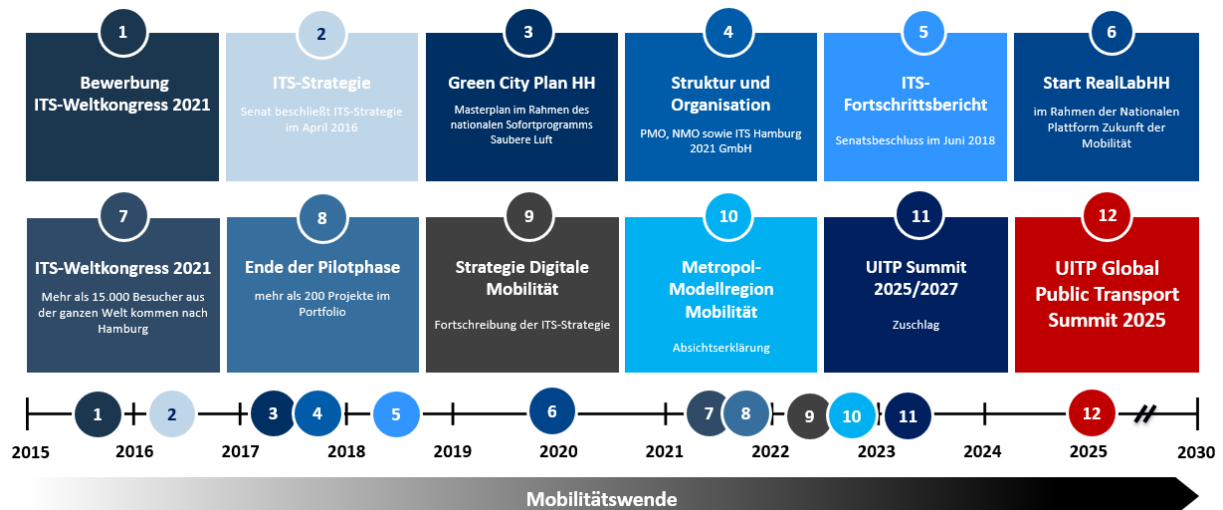 1
Bewerbung
ITS-Weltkongress 2021
2
ITS-Strategie
Senat beschließt ITS-Strategie
im April 2016
3
Green City Plan HH
Masterplan im Rahmen des
nationalen Sofortprogramms
Saubere Luft
4
Struktur und
Organisation
PMO, NMO sowie ITS Hamburg
2021 GmbH
5
ITS-
Fortschrittsbericht
Senatsbeschluss im Juni 2018
6
Start RealLabHH
im Rahmen der Nationalen
Plattform Zukunft der
Mobilität
7
ITS-Weltkongress 2021
Mehr als 15.000 Besucher aus
der ganzen Welt kommen nach
Hamburg
8
Ende der Pilotphase
mehr als 200 Projekte im
Portfolio
9
Strategie Digitale
Mobilität
Fortschreibung der ITS-Strategie
10
Metropol-
Modellregion
Mobilität
Absichtserklärung
11
UITP Summit
2025/2027
Zuschlag
12
UITP Global
Public Transport
Summit 2025
1 2 3 4 5 6 7 8 9 10 11 12
2015 2016 2017 2018 2019 2020 2021 2022 2023 2024 2025 2030
Mobilitätswende